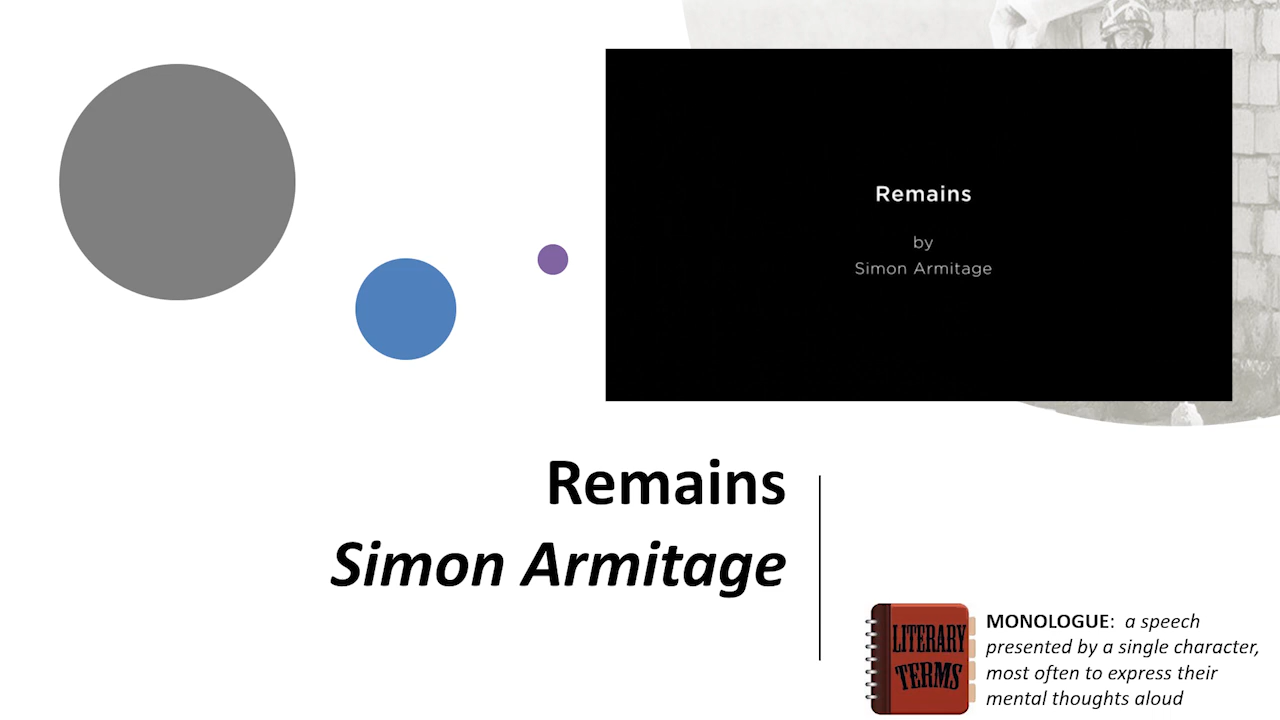 Remains
by
Simon Armitage
Remains
Simon Armitage
LITERARY
TERMS
MONOLOGUE: a speech
presented by a single character,
most often to express their
mental thoughts aloud